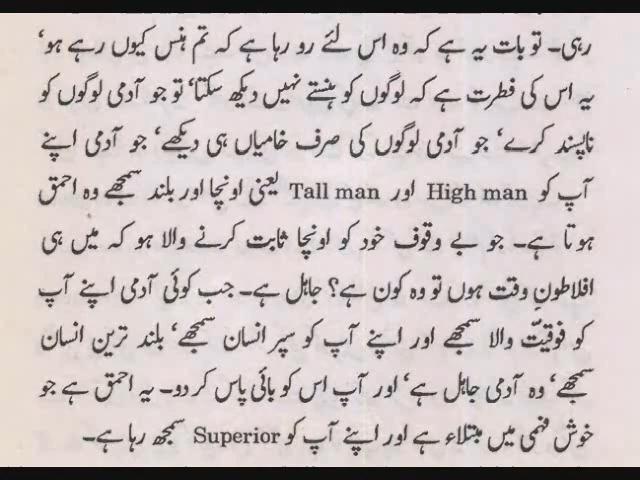 رہی۔ تو بات یہ ہے کہ وہ اس لئے رو رہا ہے کہ تم ہنس کیوں رہے ہو‘
یہ اس کی فطرت ہے کہ لوگوں کو ہنستے نہیں دیکھ سکتا‘ تو جو آدمی لوگوں کو
ناپسند کرے‘ جو آدمی لوگوں کی صرف خامیاں ہی دیکھے‘ جو آدمی اپنے
آپ کو High man اور Tall man یعنی اونچا اور بلند سمجھے وہ احمق
ہوتا ہے۔ جو بے وقوف خود کو اونچا ثابت کرنے والا ہو کہ میں ہی
افلاطونِ وقت ہوں تو وہ کون ہے؟ جاہل ہے۔ جب کوئی آدمی اپنے آپ
کو فوقیّت والا سمجھے اور اپنے آپ کو سپر انسان سمجھے‘ بلند ترین انسان
سمجھے‘ وہ آدمی جاہل ہے‘ اور آپ اس کو بائی پاس کر دو۔ یہ احمق ہے جو
خوش فہمی میں مبتلاء ہے اور اپنے آپ کو Superior سمجھ رہا ہے۔